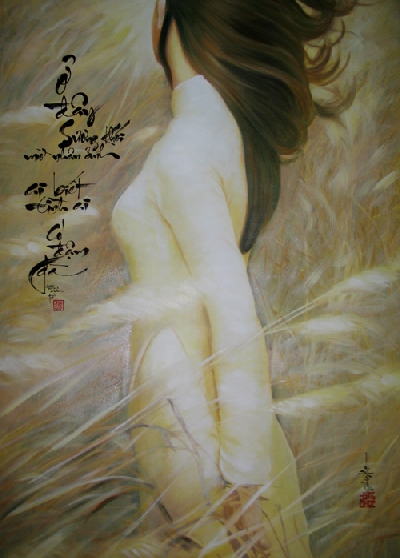 Ở
đây
sương khói
mờ nhân ảnh
ai biết
tình ai
có
đậm
đà